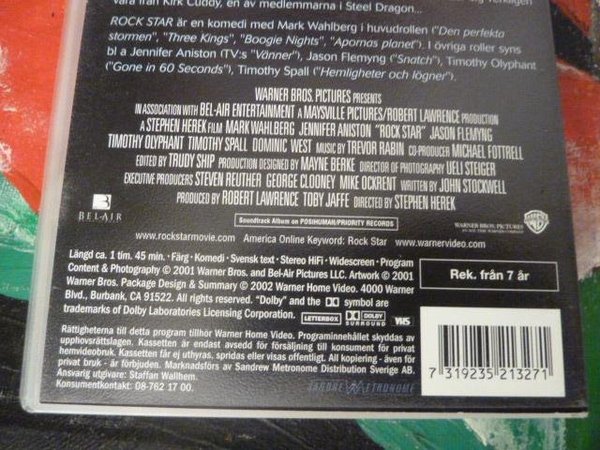 vara från Kirk Cuddy, en av medlemmarna i Steel Dragon...
ROCK STAR är en komedi med Mark Wahlberg i huvudrollen ("Den perfekta
stormen", "Three Kings", "Boogie Nights", "Apornas planet"). I övriga roller syns
bl a Jennifer Aniston (TV:s "Vänner"), Jason Flemyng ("Snatch"), Timothy Olyphant
("Gone in 60 Seconds"), Timothy Spall ("Hemligheter och lögner").
WARNER BROS. PICTURES PRESENTS
IN ASSOCIATION WITH BEL-AIR ENTERTAINMENT A MAYSVILLE PICTURES/ROBERT LAWRENCE PRODUCTION
A STEPHEN HEREK FILM MARK WAHLBERG JENNIFER ANISTON "ROCK STAR" JASON FLEMYNG
TIMOTHY OLYPHANT TIMOTHY SPALL DOMINIC WEST MUSIC BY TREVOR RABIN CO-PRODUCER MICHAEL FOTTRELL
EDITED BY TRUDY SHIP PRODUCTION DESIGNED BY MAYNE BERKE DIRECTOR OF PHOTOGRAPHY UELI STEIGER
EXECUTIVE PRODUCERS STEVEN REUTHER GEORGE CLOONEY MIKE OCKRENT WRITTEN BY JOHN STOCKWELL
PRODUCED BY ROBERT LAWRENCE TOBY JAFFE DIRECTED BY STEPHEN HEREK
B
BEL-AIR
Soundtrack Album on POSIHUMAN/PRIORITY RECORDS
WARNER BROS. PICTURES
www.rockstarmovie.com America Online Keyword: Rock Star www.warnervideo.com
Längd ca. 1 tim. 45 min. · Färg · Komedi · Svensk text · Stereo HiFi · Widescreen · Program
Content & Photography © 2001 Warner Bros. and Bel-Air Pictures LLC. Artwork © 2001
Warner Bros. Package Design & Summary © 2002 Warner Home Video. 4000 Warner
Blvd., Burbank, CA 91522. All rights reserved. "Dolby" and the DD symbol are
trademarks of Dolby Laboratories Licensing Corporation.
LETTERBOX DOLBY SURROUND VHS
Rek. från 7 år
Rättigheterna till detta program tillhör Warner Home Video. Programinnehållet skyddas av
upphovsrättslagen. Kassetten är endast avsedd för försäljning till konsument för privat
hemvideobruk. Kassetten får ej uthyras, spridas eller visas offentligt. All kopiering - även för
privat bruk - är förbjuden. Marknadsförs av Sandrew Metronome Distribution Sverige AB.
Ansvarig utgivare: Staffan Wallhem.
Konsumentkontakt: 08-762 17 00.
SANDREW METRONOME
7 319235 213271